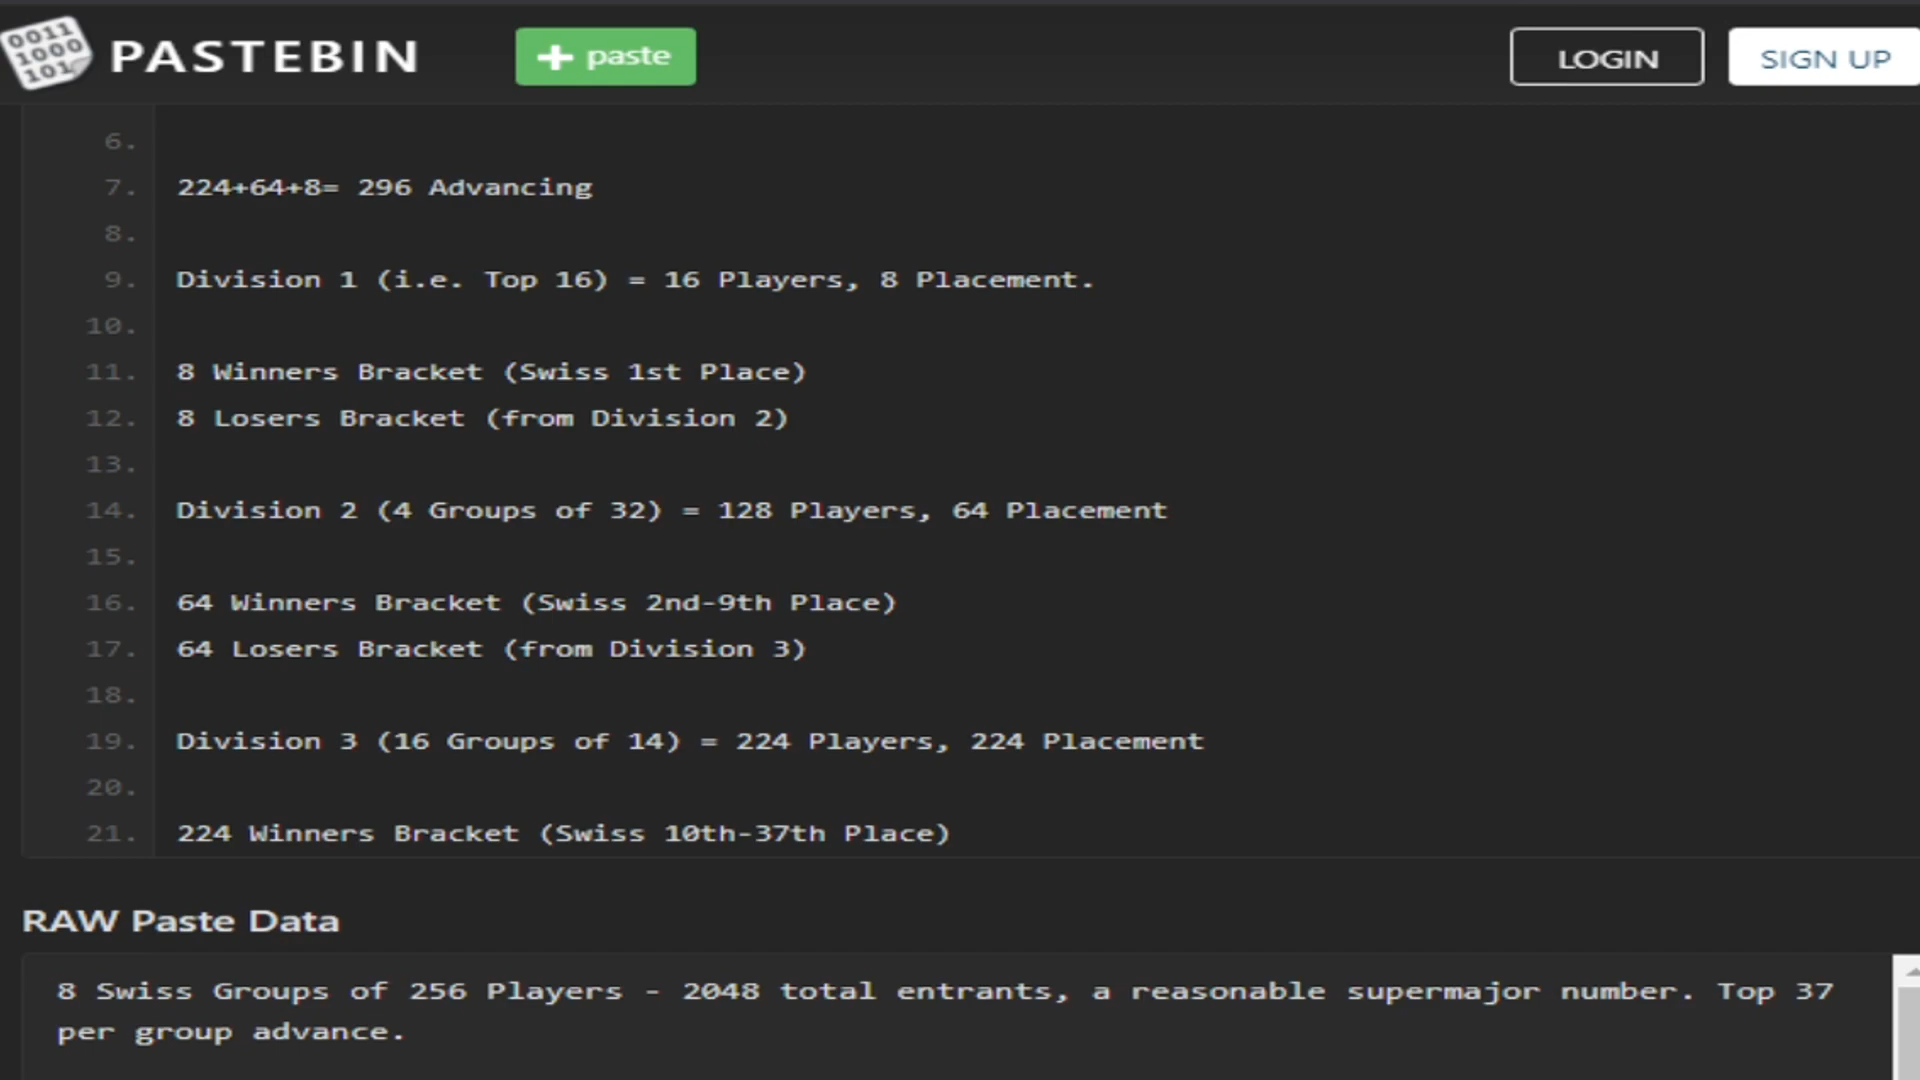 0011
1000
101
PASTEBIN
+ paste
LOGIN
SIGN UP
6.
7. 224+64+8= 296 Advancing
8.
9. Division 1 (i.e. Top 16) = 16 Players, 8 Placement.
10.
11. 8 Winners Bracket (Swiss 1st Place)
12. 8 Losers Bracket (from Division 2)
13.
14. Division 2 (4 Groups of 32) = 128 Players, 64 Placement
15.
16. 64 Winners Bracket (Swiss 2nd-9th Place)
17. 64 Losers Bracket (from Division 3)
18.
19. Division 3 (16 Groups of 14) = 224 Players, 224 Placement
20.
21. 224 Winners Bracket (Swiss 10th-37th Place)
RAW Paste Data
8 Swiss Groups of 256 Players - 2048 total entrants, a reasonable supermajor number. Top 37
per group advance.